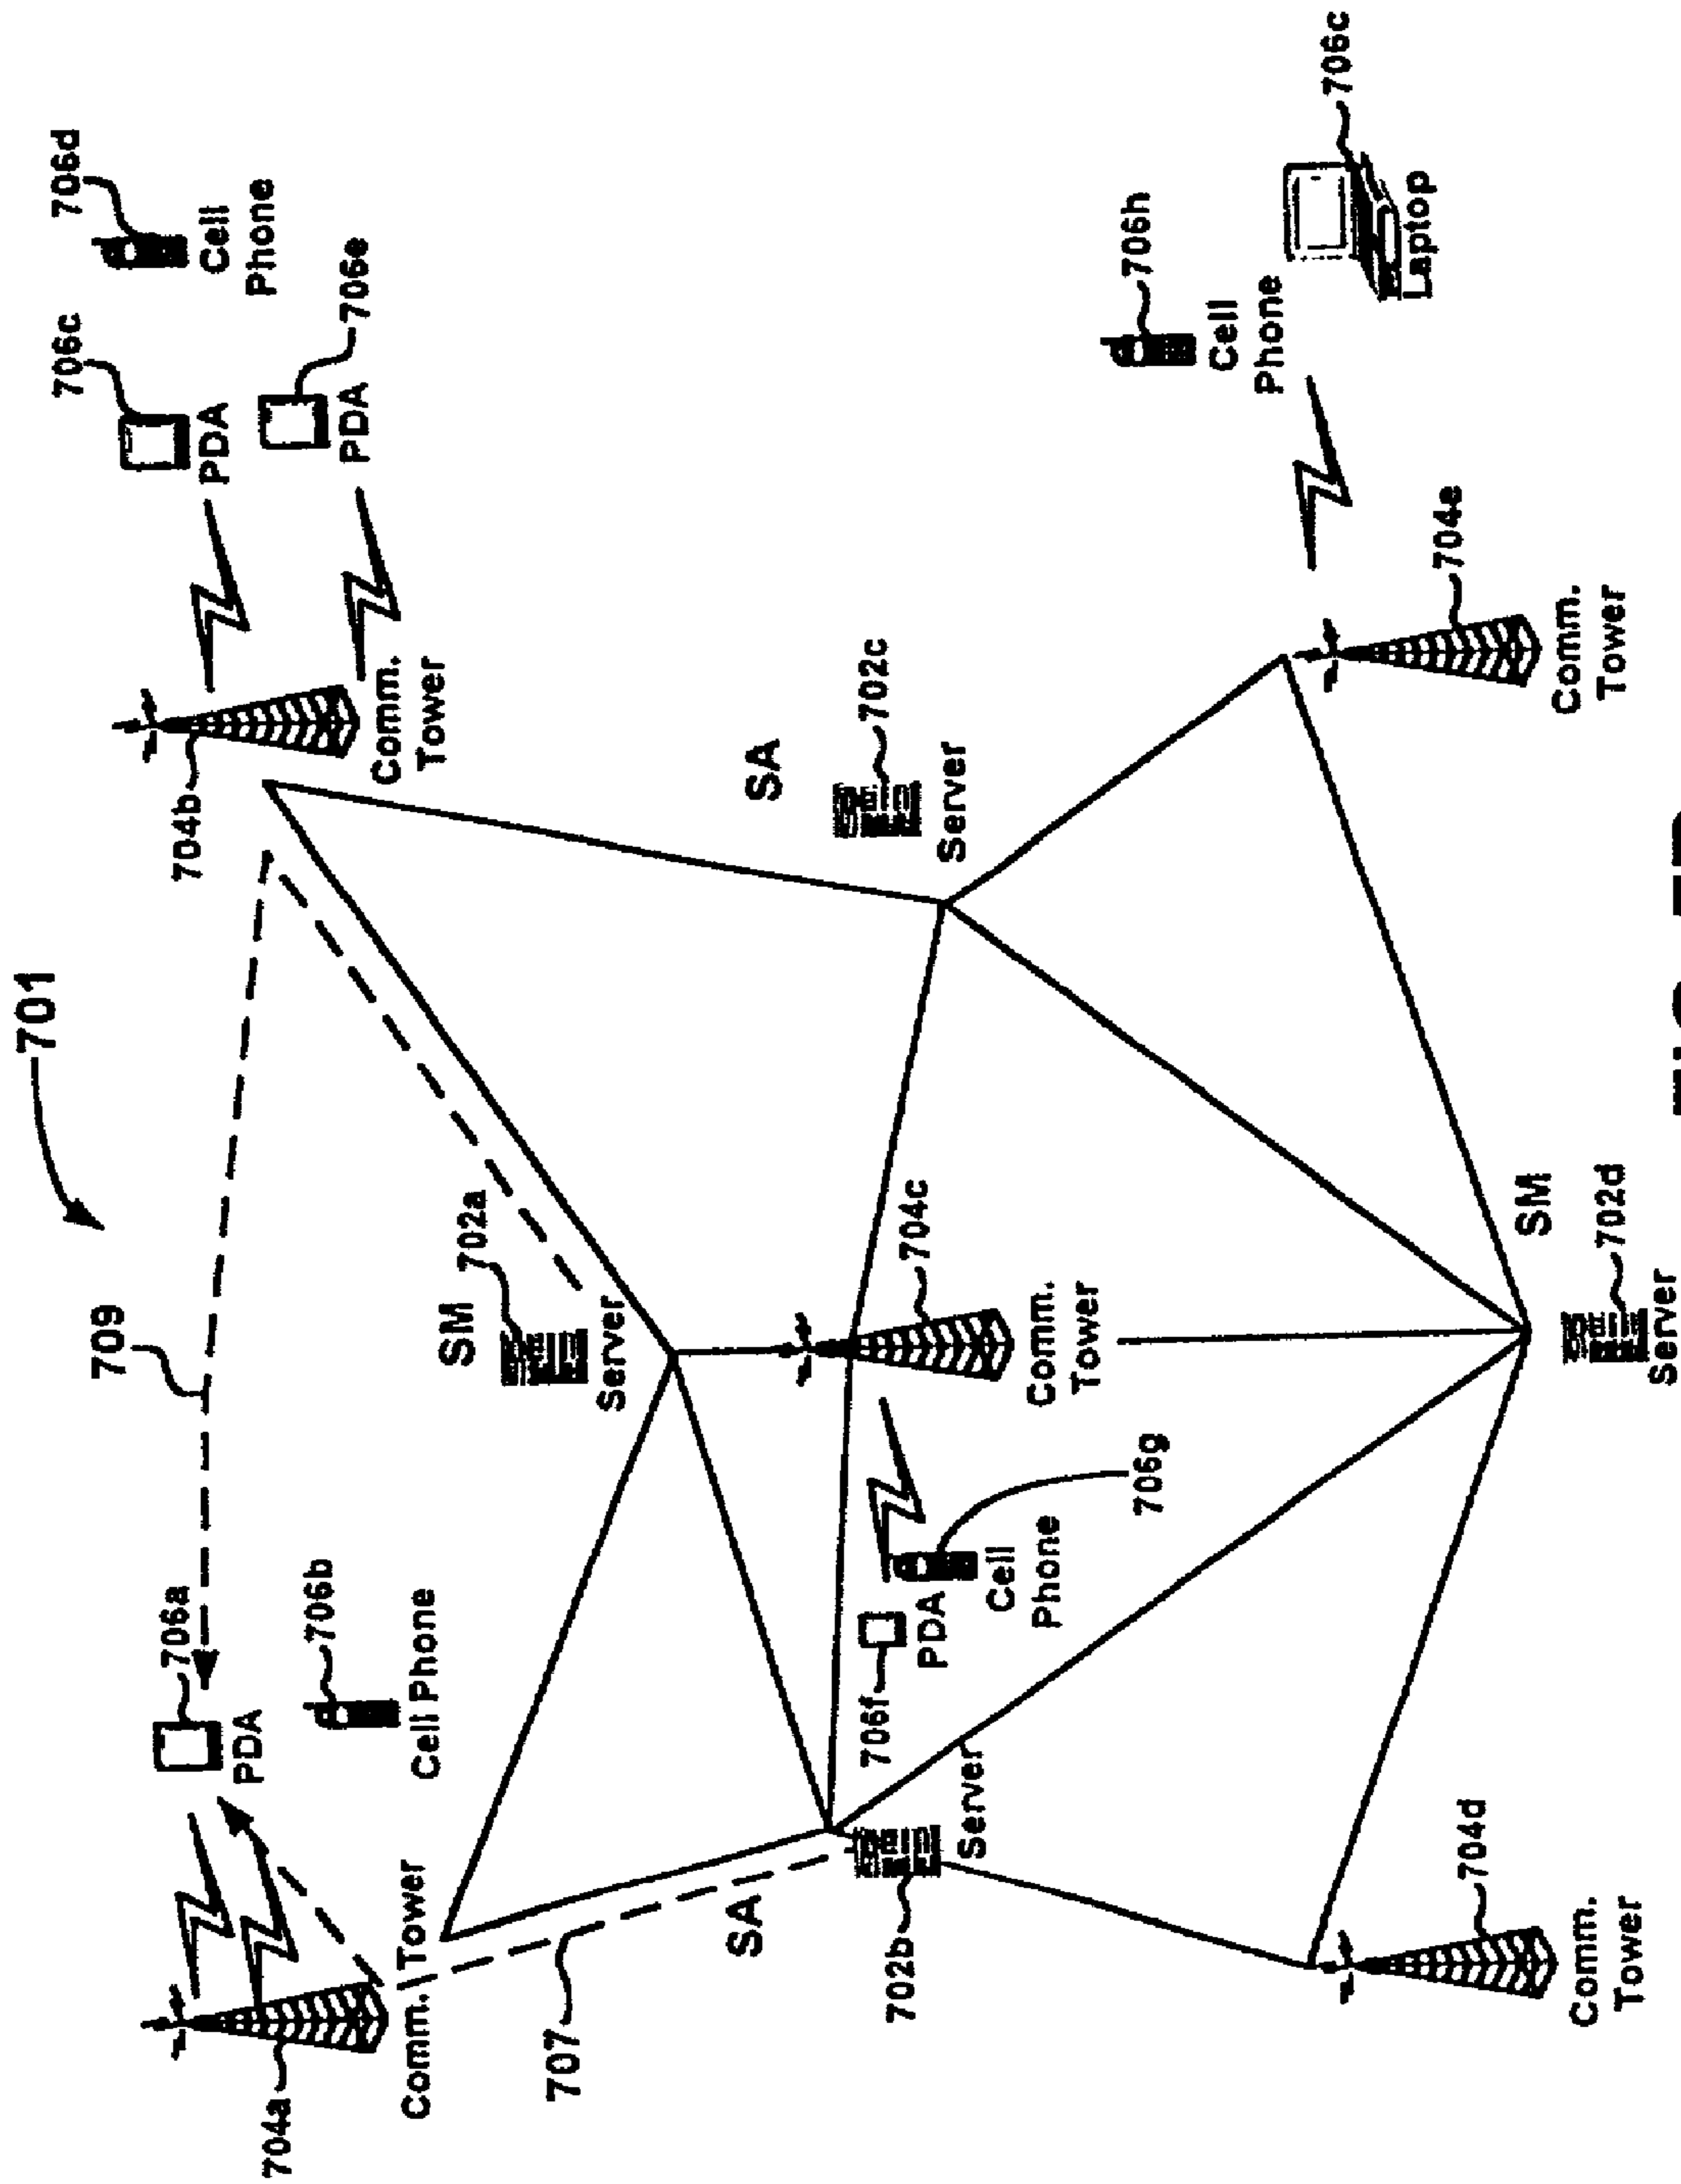 701
706d
706c
709
706a
Cell
Phone
PDA
706e
PDA
PDA
706b
Cell Phone
704b
704a
Comm. Tower
Comm.
Tower
SM
702a
Server
707
SA
SA
702c
Server
702b
Server
706f
PDA
Cell
Phone
706g
704c
Comm.
Tower
706h
Cell
Phone
706c
Laptop
704d
Comm.
Tower
704e
Comm.
Tower
SM
702d
Server